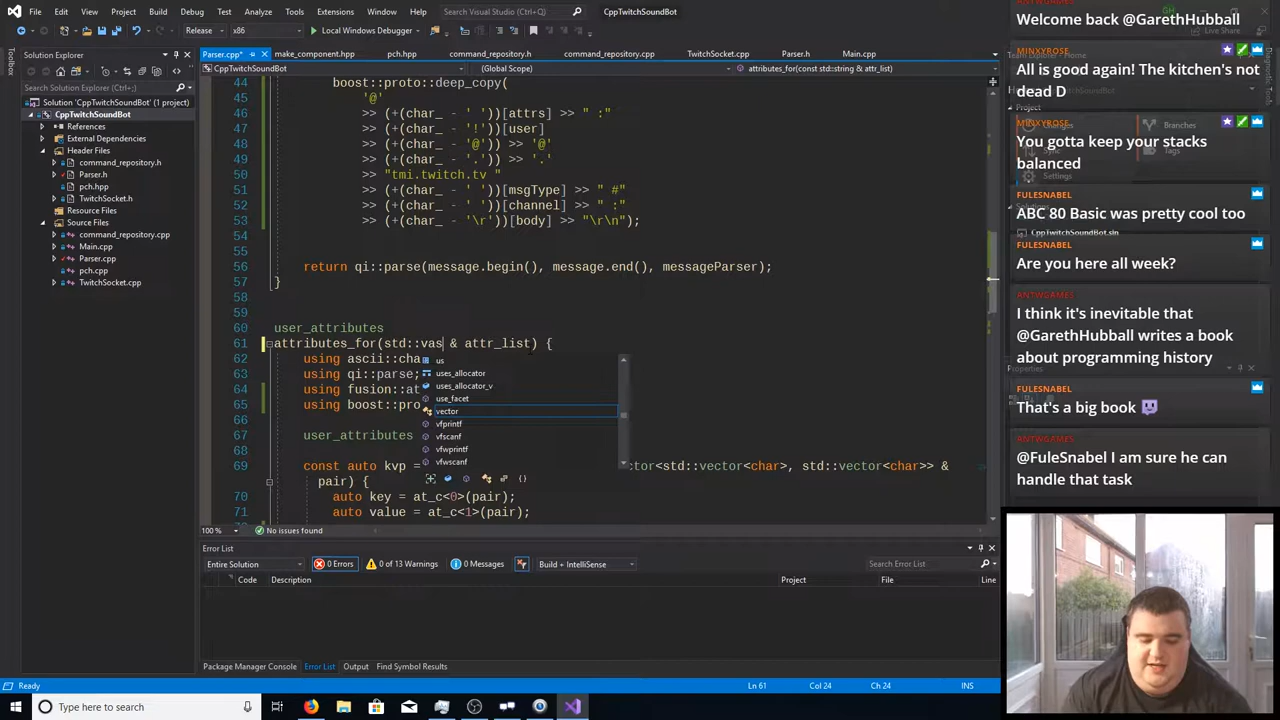 File Edit View Project Build Debug Team Tools Test Analyze Tools Extensions Window Help Search Visual Studio (Ctrl+Q) CppTwitchSoundBot
Release x86 Local Windows Debugger
Live Share
Toolbox
Solution Explorer
Search Solution Explorer (Ctrl+;)
Solution 'CppTwitchSoundBot' (1 project)
CppTwitchSoundBot
References
External Dependencies
Header Files
command_repository.h
Parser.h
pch.hpp
TwitchSocket.h
Resource Files
Source Files
command_repository.cpp
Main.cpp
Parser.cpp
pch.cpp
TwitchSocket.cpp
Parser.cpp* make_component.hpp pch.hpp command_repository.h command_repository.cpp TwitchSocket.cpp Parser.h Main.cpp
CppTwitchSoundBot (Global Scope) attributes_for(const std::string & attr_list)
44 boost::proto::deep_copy(
45 '@'
46 >> (+(char_ - ' '))[attrs] >> " :"
47 >> (+(char_ - '!'))[user]
48 >> (+(char_ - '@')) >> '@'
49 >> (+(char_ - '.')) >> '.'
50 >> "tmi.twitch.tv "
51 >> (+(char_ - ' '))[msgType] >> " #"
52 >> (+(char_ - ' '))[channel] >> " :"
53 >> (+(char_ - '\r'))[body] >> "\r\n");
54
55
56 return qi::parse(message.begin(), message.end(), messageParser);
57 }
58
59
60 user_attributes
61 attributes_for(std::vas & attr_list) {
62 using ascii::cha
63 using qi::parse;
64 using fusion::at
65 using boost::pro
66
67 user_attributes
68
69 const auto kvp = ctor<std::vector<char>, std::vector<char>> &
pair) {
70 auto key = at_c<0>(pair);
71 auto value = at_c<1>(pair);
us
uses_allocator
uses_allocator_v
use_facet
vector
vfprintf
vfscanf
vfwprintf
vfwscanf
100 % No issues found
Error List
Entire Solution 0 Errors 0 of 13 Warnings 0 Messages Build + IntelliSense Search Error List
Code Description Project File Line
Package Manager Console Error List Output Find Symbol Results
Ready Ln 61 Col 24 Ch 24 INS
Type here to search
Welcome back @GarethHubball
MINXYROSE
All is good again! The kitchen's not
dead D
MINXYROSE
You gotta keep your stacks
balanced
FULESNABEL
ABC 80 Basic was pretty cool too
FULESNABEL
Are you here all week?
ANTWGAMES
I think it's inevitable that
@GarethHubball writes a book
about programming history
FULESNABEL
That's a big book
ANTWGAMES
@FuleSnabel I am sure he can
handle that task
Changes Branches
Settings
CppTwitchSoundBot.sln
Diagnostic Tools